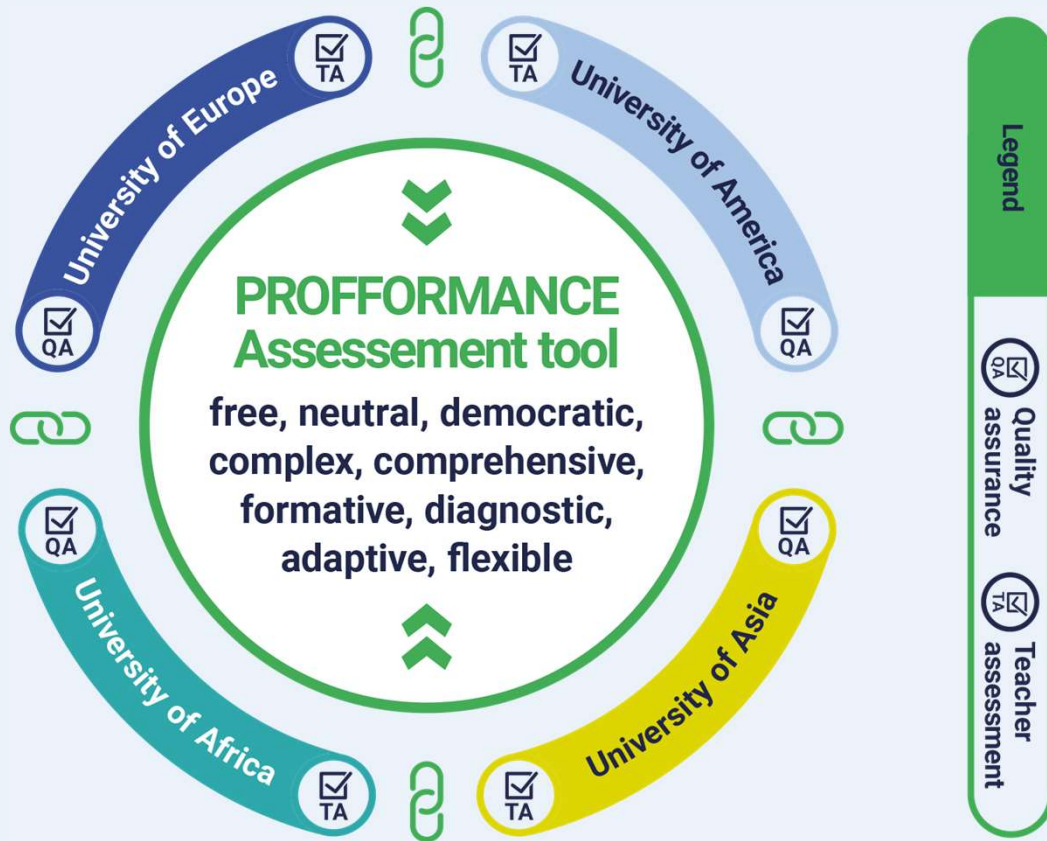 TA
University of Europe
QA
TA
University of America
QA
PROFFORMANCE
Assessement tool
free, neutral, democratic,
complex, comprehensive,
formative, diagnostic,
adaptive, flexible
QA
University of Africa
TA
QA
University of Asia
TA
Legend
QA
Quality
assurance
TA
Teacher
assessment